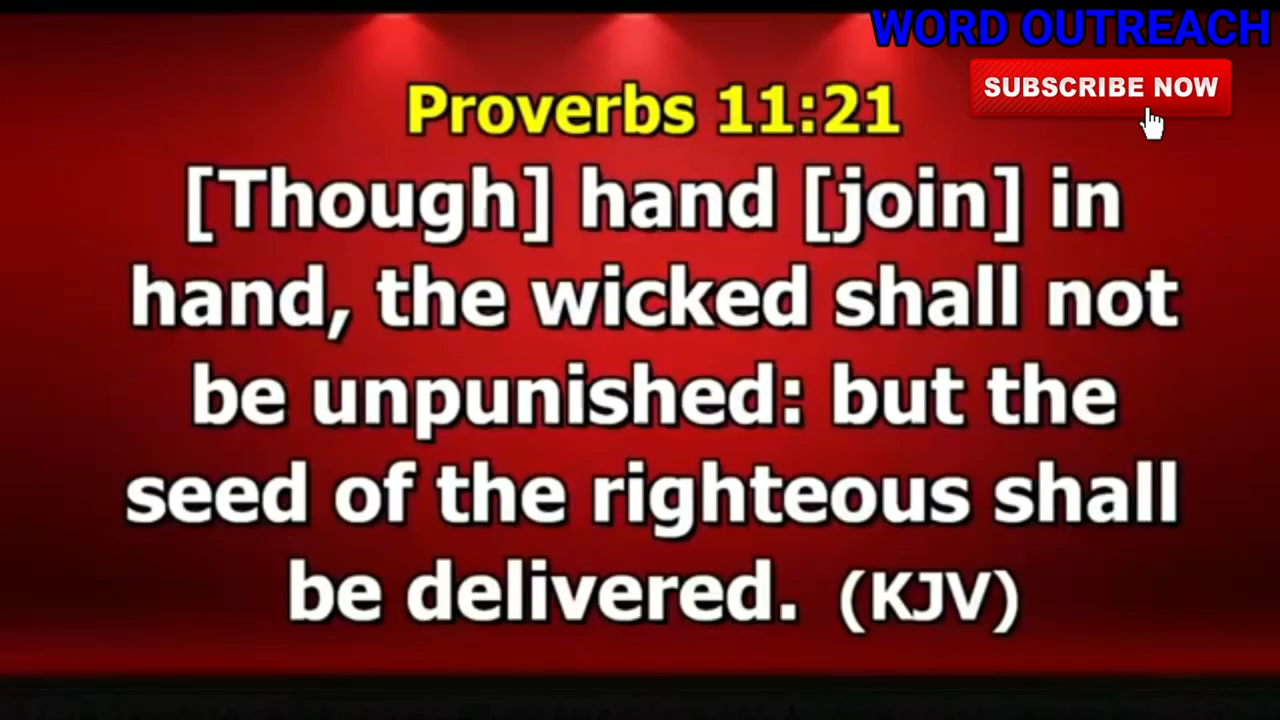 WORD OUTREACH
SUBSCRIBE NOW
Proverbs 11:21
[Though] hand [join] in
hand, the wicked shall not
be unpunished: but the
seed of the righteous shall
be delivered. (KJV)